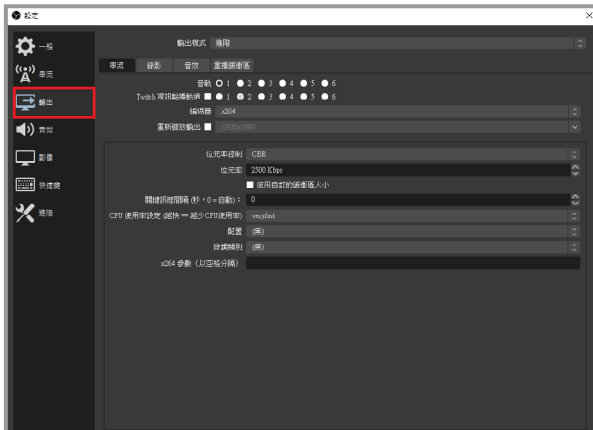 設定
一般
串流
輸出
音效
影像
快捷鍵
進階
輸出模式 進階
串流 錄影 音效 重播緩衝區
音軌 1 2 3 4 5 6
Twitch 視訊點播動軌 1 2 3 4 5 6
編碼器 x264
重新縮放輸出 1920x1080
位元率控制 CBR
位元率 2500 Kbps
使用自訂的緩衝區大小
關鍵訊框間隔 (秒,0=自動): 0
CPU 使用率設定 (越快 = 越少CPU使用率) veryfast
配置 (無)
微調類別 (無)
x264 參數 (以空格分隔)